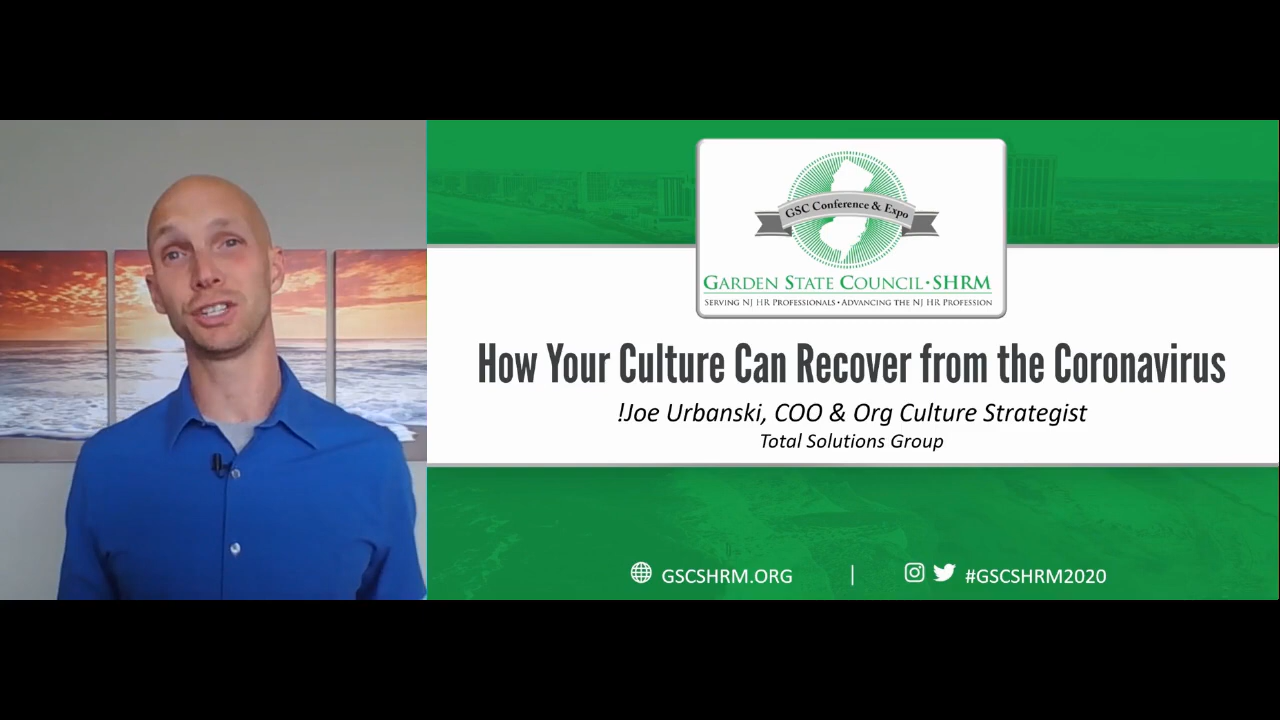 GSC Conference & Expo
GARDEN STATE COUNCIL•SHRM
SERVING NJ HR PROFESSIONALS • ADVANCING THE NJ HR PROFESSION
How Your Culture Can Recover from the Coronavirus
!Joe Urbanski, COO & Org Culture Strategist
Total Solutions Group
GSCSHRM.ORG | #GSCSHRM2020